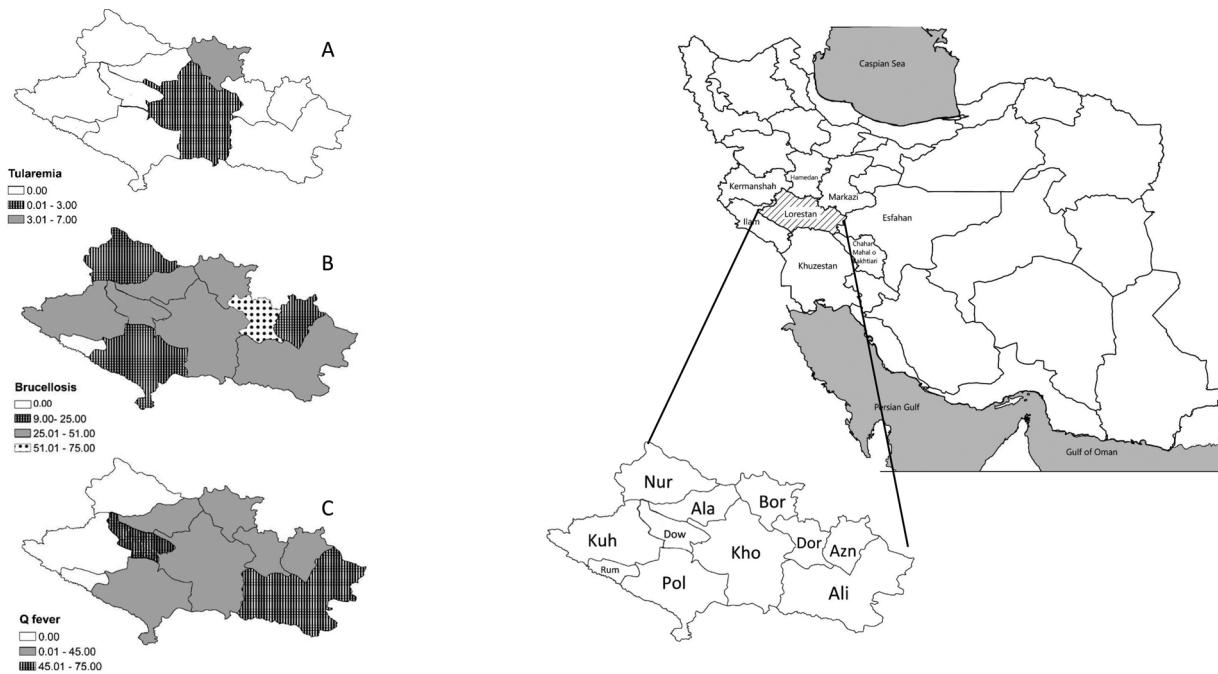 A
Tularemia
0.00
0.01 - 3.00
3.01 - 7.00
B
Brucellosis
0.00
9.00- 25.00
25.01 - 51.00
51.01 - 75.00
C
Q fever
0.00
0.01 - 45.00
45.01 - 75.00
Caspian Sea
Hamedan
Kermanshah
Markazi
Lorestan
Ilam
Esfahan
Chahar
Mahal o
Bakhtiari
Khuzestan
Persian Gulf
Gulf of Oman
Nur
Ala
Bor
Kuh
Dow
Kho
Dor
Azn
Rum
Pol
Ali